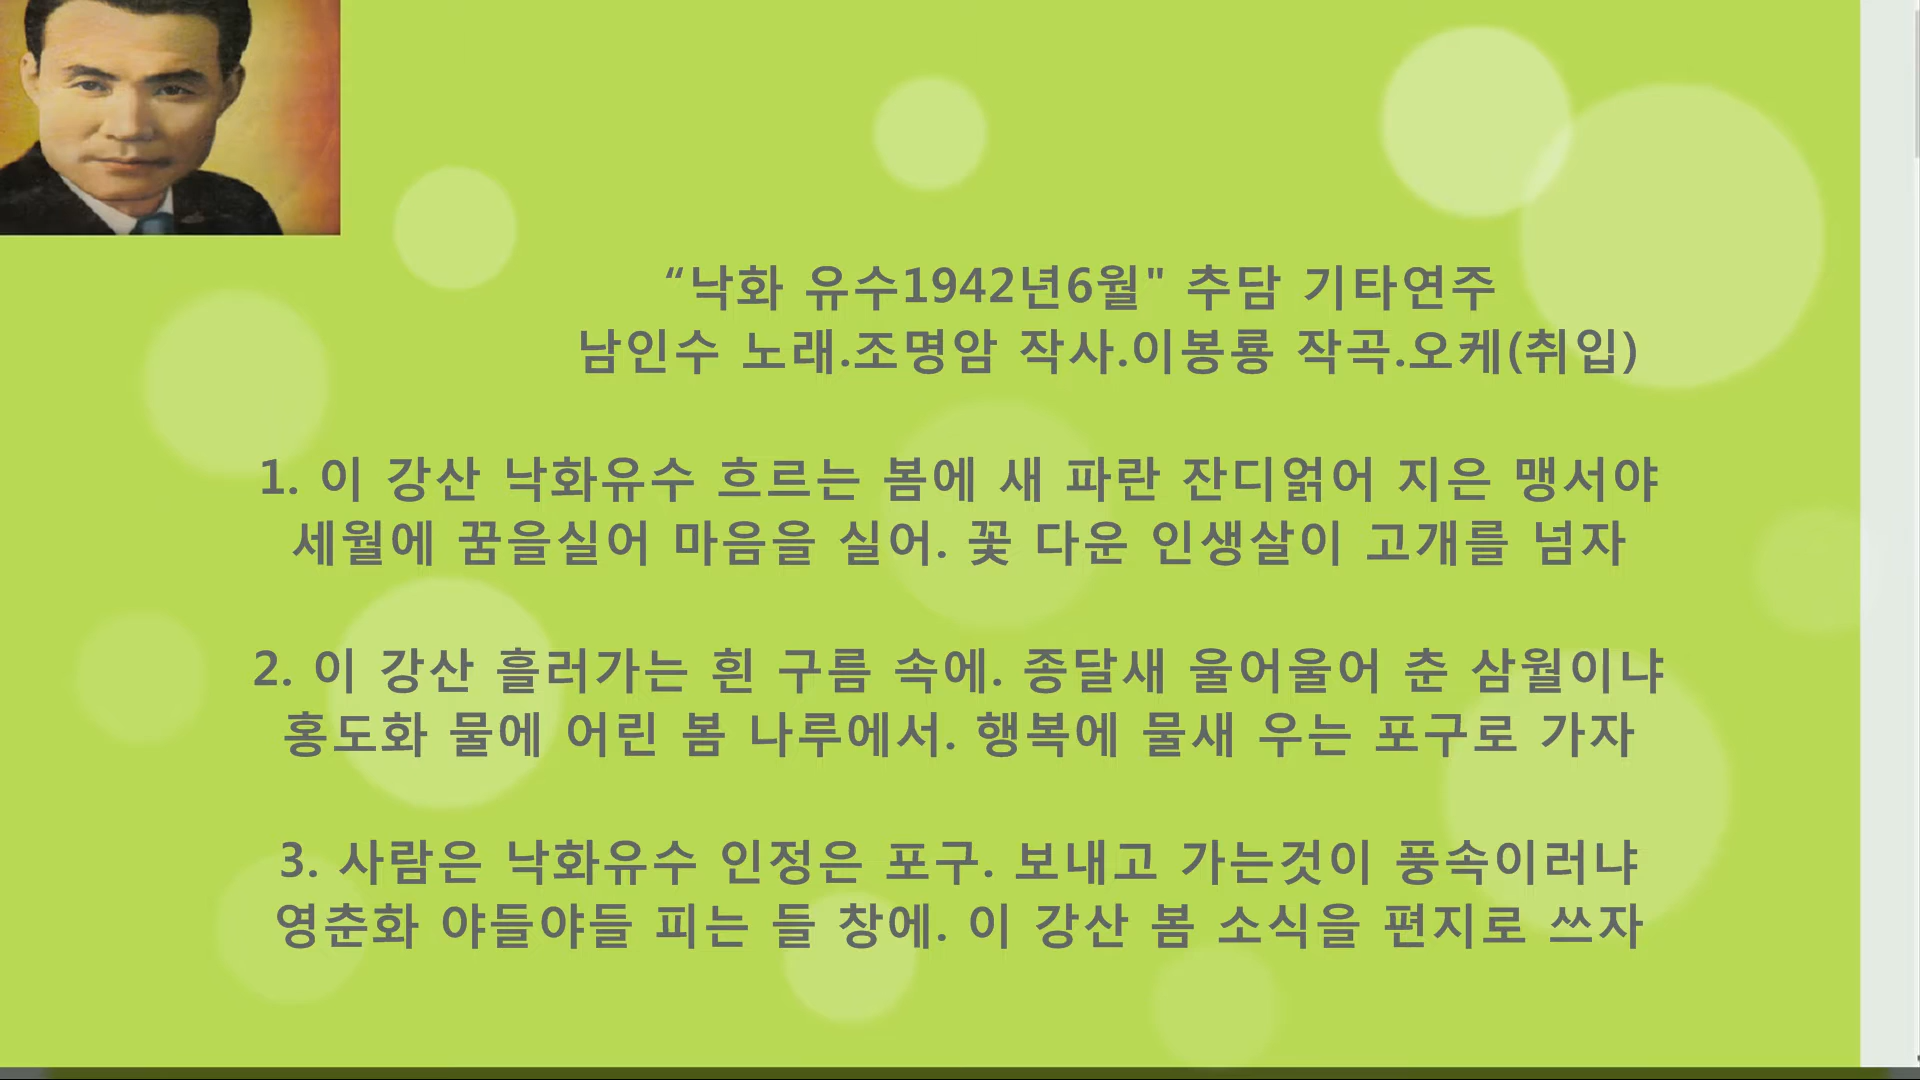 “낙화 유수1942년6월" 추담 기타연주
남인수 노래.조명암 작사.이봉룡 작곡.오케(취입)
1. 이 강산 낙화유수 흐르는 봄에 새 파란 잔디얽어 지은 맹서야
세월에 꿈을실어 마음을 실어. 꽃 다운 인생살이 고개를 넘자
2. 이 강산 흘러가는 흰 구름 속에. 종달새 울어울어 춘 삼월이냐
홍도화 물에 어린 봄 나루에서. 행복에 물새 우는 포구로 가자
3. 사람은 낙화유수 인정은 포구. 보내고 가는것이 풍속이러냐
영춘화 야들야들 피는 들 창에. 이 강산 봄 소식을 편지로 쓰자